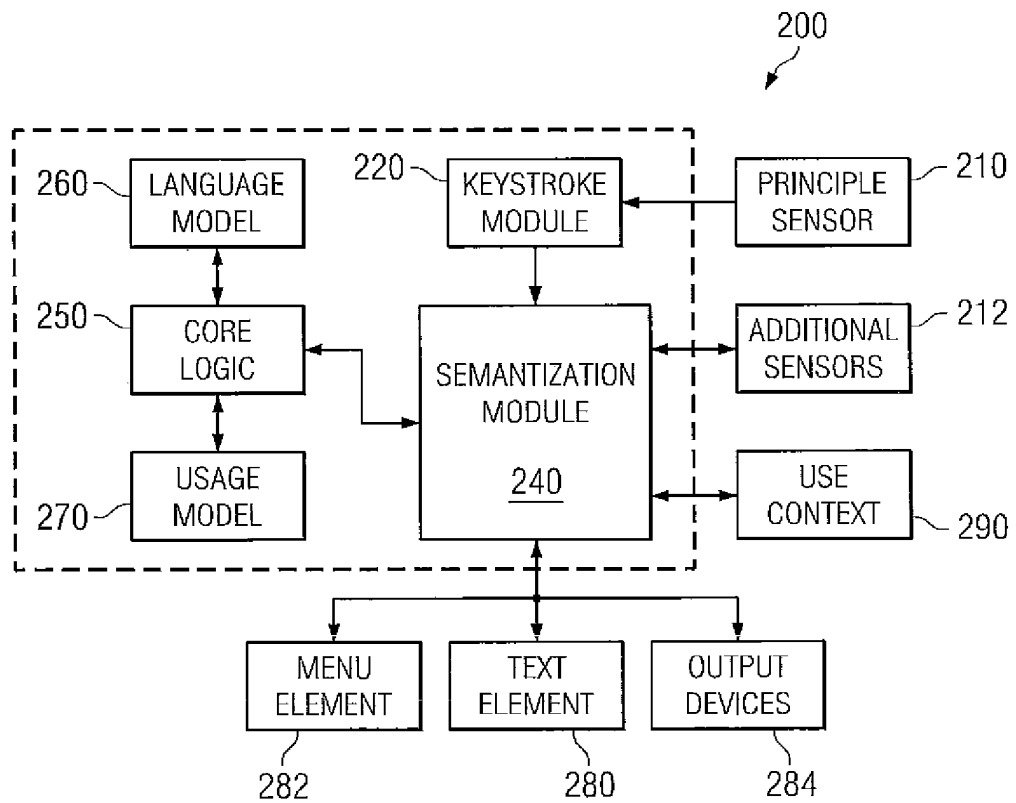 200
260
LANGUAGE
MODEL
220
KEYSTROKE
MODULE
PRINCIPLE
SENSOR
210
250
CORE
LOGIC
SEMANTIZATION
MODULE
240
ADDITIONAL
SENSORS
212
270
USAGE
MODEL
USE
CONTEXT
290
MENU
ELEMENT
TEXT
ELEMENT
OUTPUT
DEVICES
282
280
284